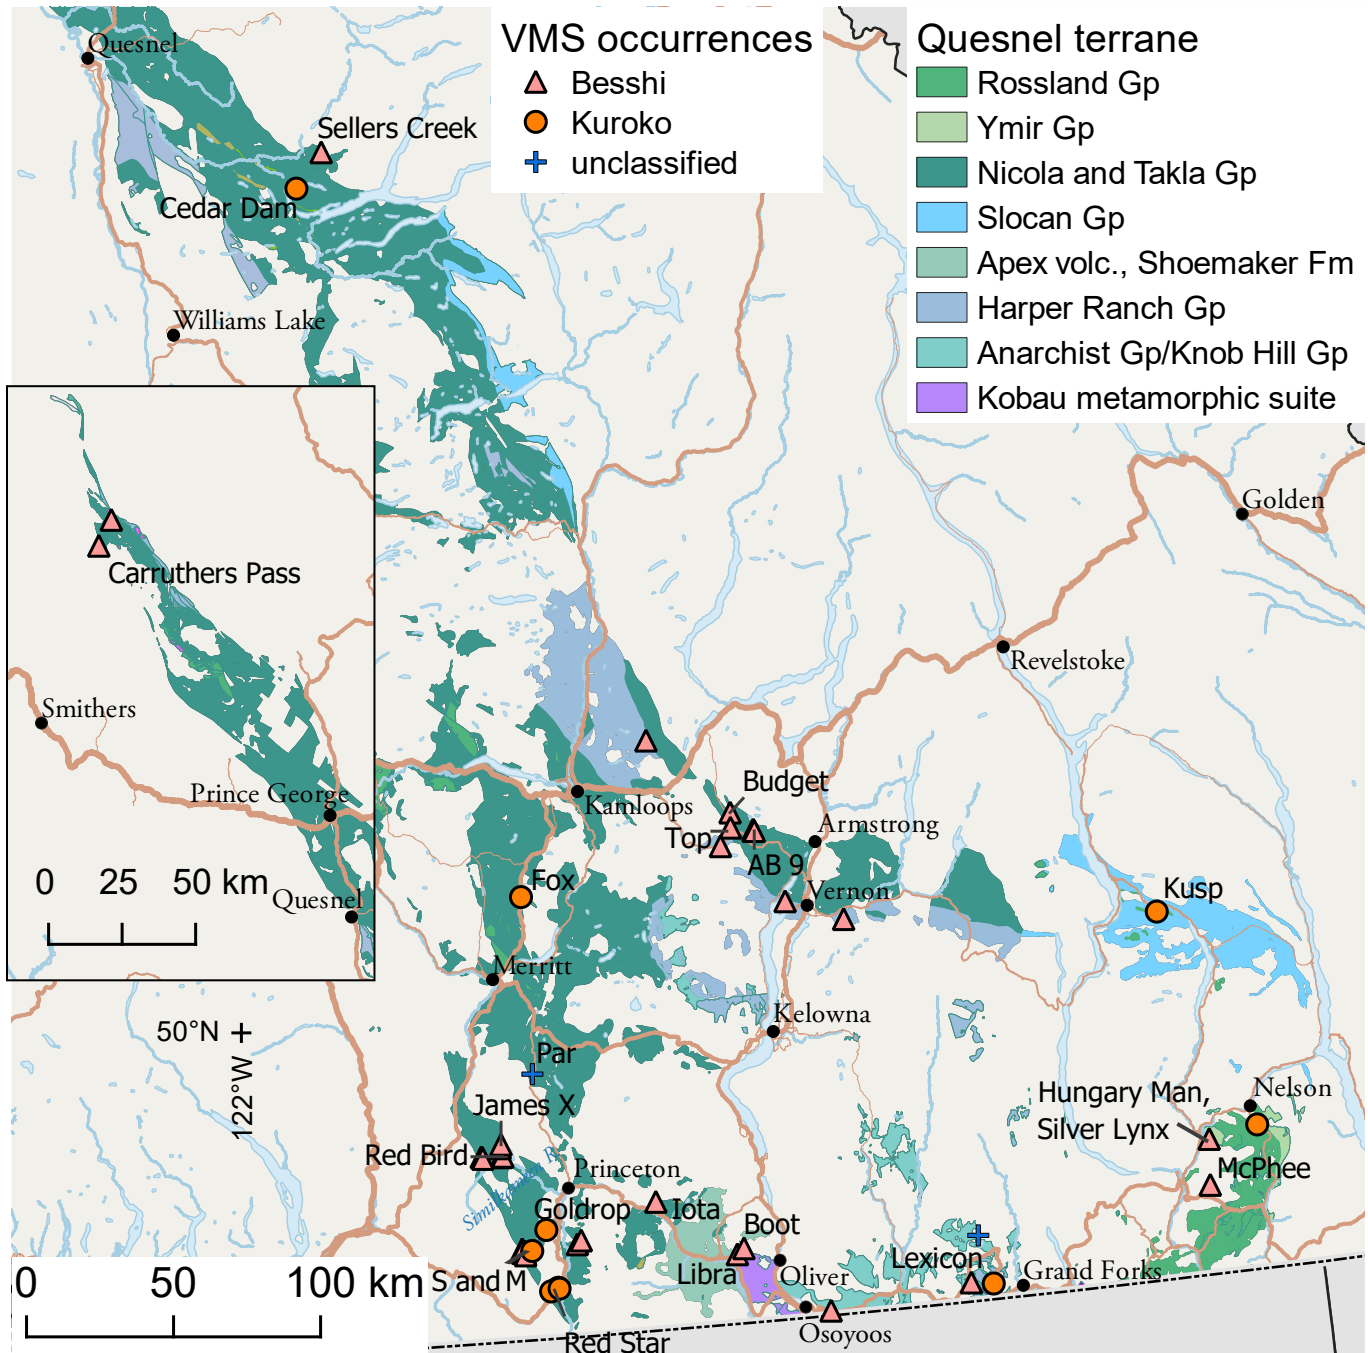 VMS occurrences
Besshi
Kuroko
unclassified
Quesnel terrane
Rossland Gp
Ymir Gp
Nicola and Takla Gp
Slocan Gp
Apex volc., Shoemaker Fm
Harper Ranch Gp
Anarchist Gp/Knob Hill Gp
Kobau metamorphic suite
Quesnel
Sellers Creek
Cedar Dam
Williams Lake
Carruthers Pass
Smithers
Prince George
Quesnel
0 25 50 km
Golden
Revelstoke
Kamloops
Budget
Top
AB 9
Armstrong
Vernon
Fox
Merritt
Kusp
Kelowna
50°N
122°W
Par
James X
Red Bird
Similkameen R.
Princeton
Goldrop
Iota
Boot
Libra
S and M
Red Star
Oliver
Osoyoos
Lexicon
Grand Forks
Hungary Man,
Silver Lynx
Nelson
McPhee
0 50 100 km